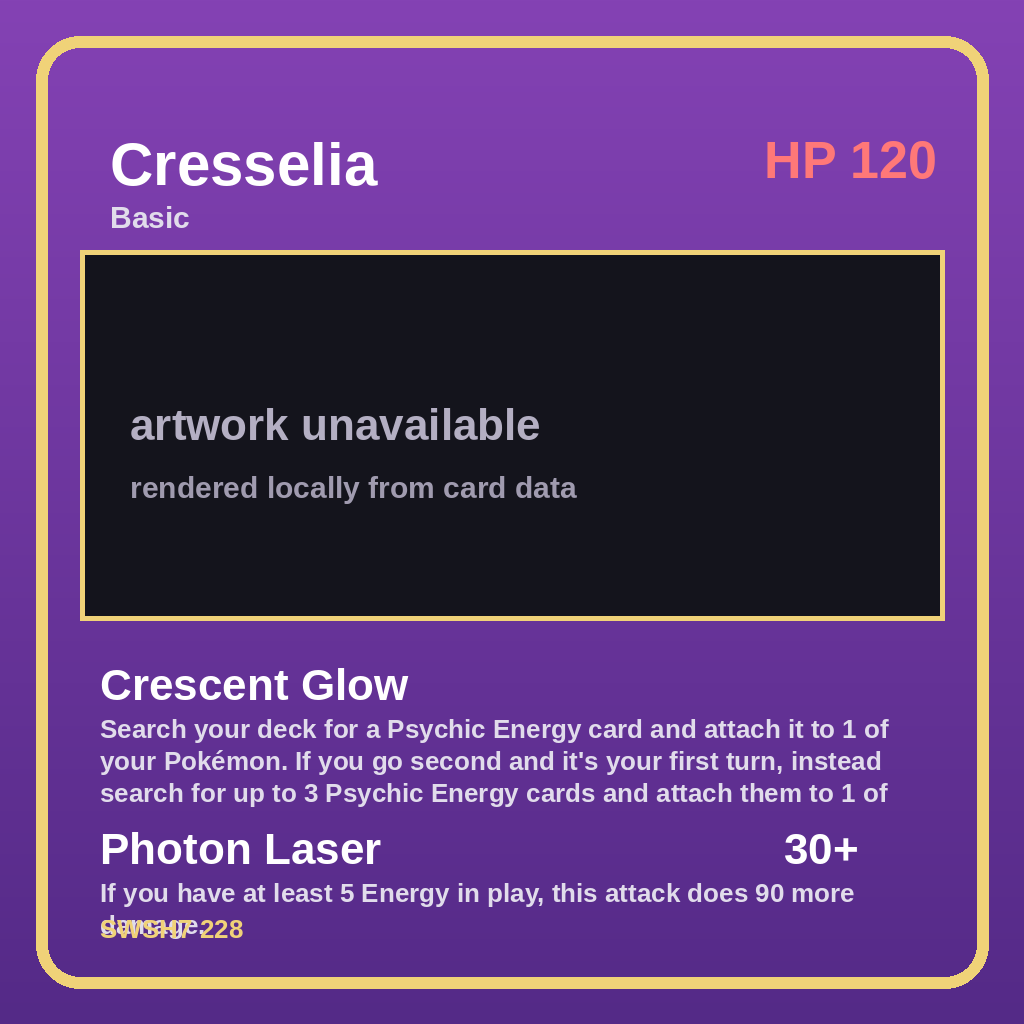 Cresselia
HP 120
Basic
artwork unavailable
rendered locally from card data
Crescent Glow
Search your deck for a Psychic Energy card and attach it to 1 of
your Pokémon. If you go second and it's your first turn, instead
search for up to 3 Psychic Energy cards and attach them to 1 of
Photon Laser
30+
If you have at least 5 Energy in play, this attack does 90 more
damage.
SWSH7 228